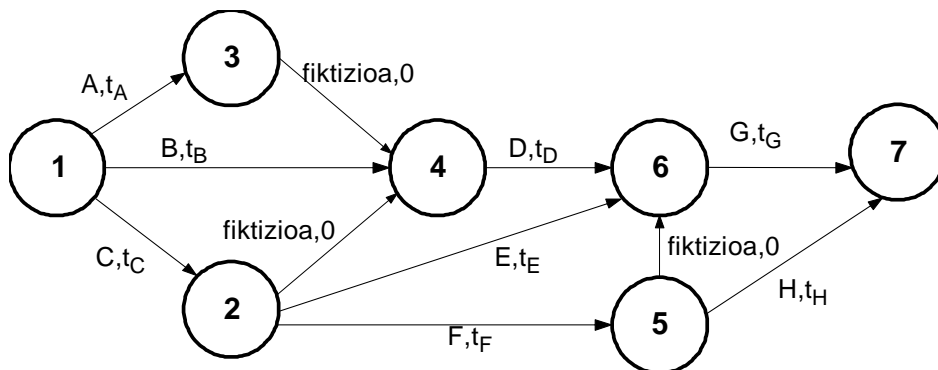 3
fiktizioa,0
A,tA
1
B,tB
4
D,tD
6
G,tG
7
fiktizioa,0
C,tC
2
E,tE
fiktizioa,0
5
H,tH
F,tF